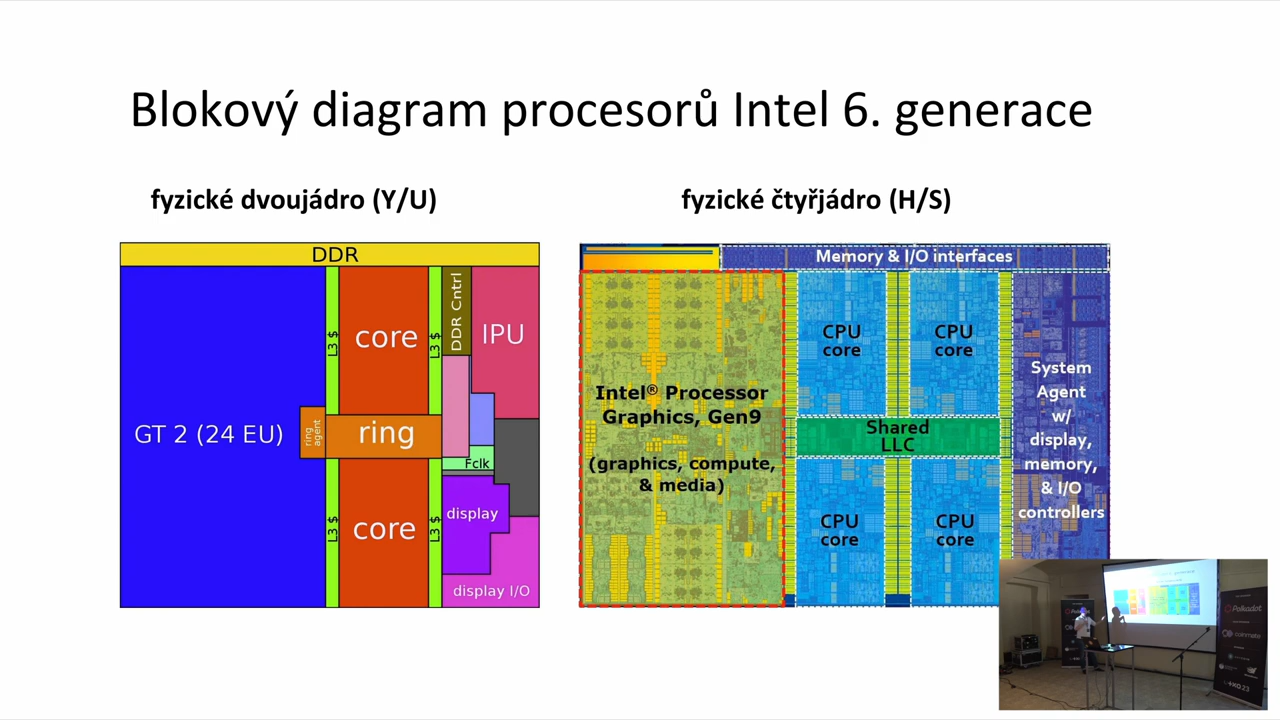 Blokový diagram procesorů Intel 6. generace
fyzické dvoujádro (Y/U)
fyzické čtyřjádro (H/S)
DDR
GT 2 (24 EU)
L3 $
core
L3 $
DDR Cntrl
IPU
ring agent
ring
Fclk
L3 $
core
L3 $
display
display I/O
Memory & I/O interfaces
Intel® Processor
Graphics, Gen9
(graphics, compute,
& media)
CPU
core
CPU
core
Shared
LLC
CPU
core
CPU
core
System
Agent
w/
display,
memory,
& I/O
controllers
Polkadot
coinmate